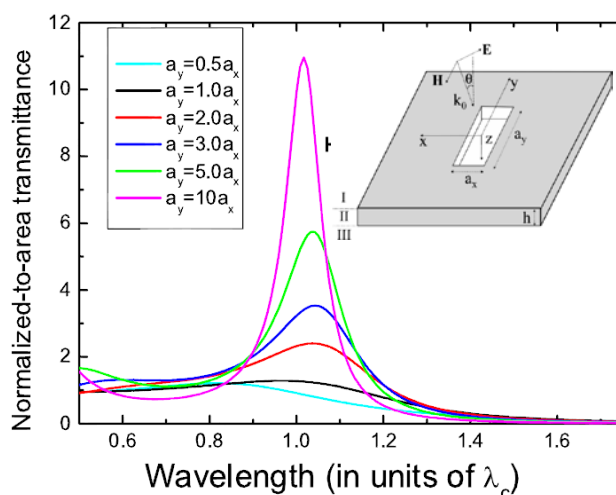 Normalized-to-area transmittance
12
10
8
6
4
2
0
a_y=0.5a_x
a_y=1.0a_x
a_y=2.0a_x
a_y=3.0a_x
a_y=5.0a_x
a_y=10a_x
E
H
θ
k_0
y
x
z
a_y
a_x
I
II
III
h
0.6 0.8 1.0 1.2 1.4 1.6
Wavelength (in units of λ_c)